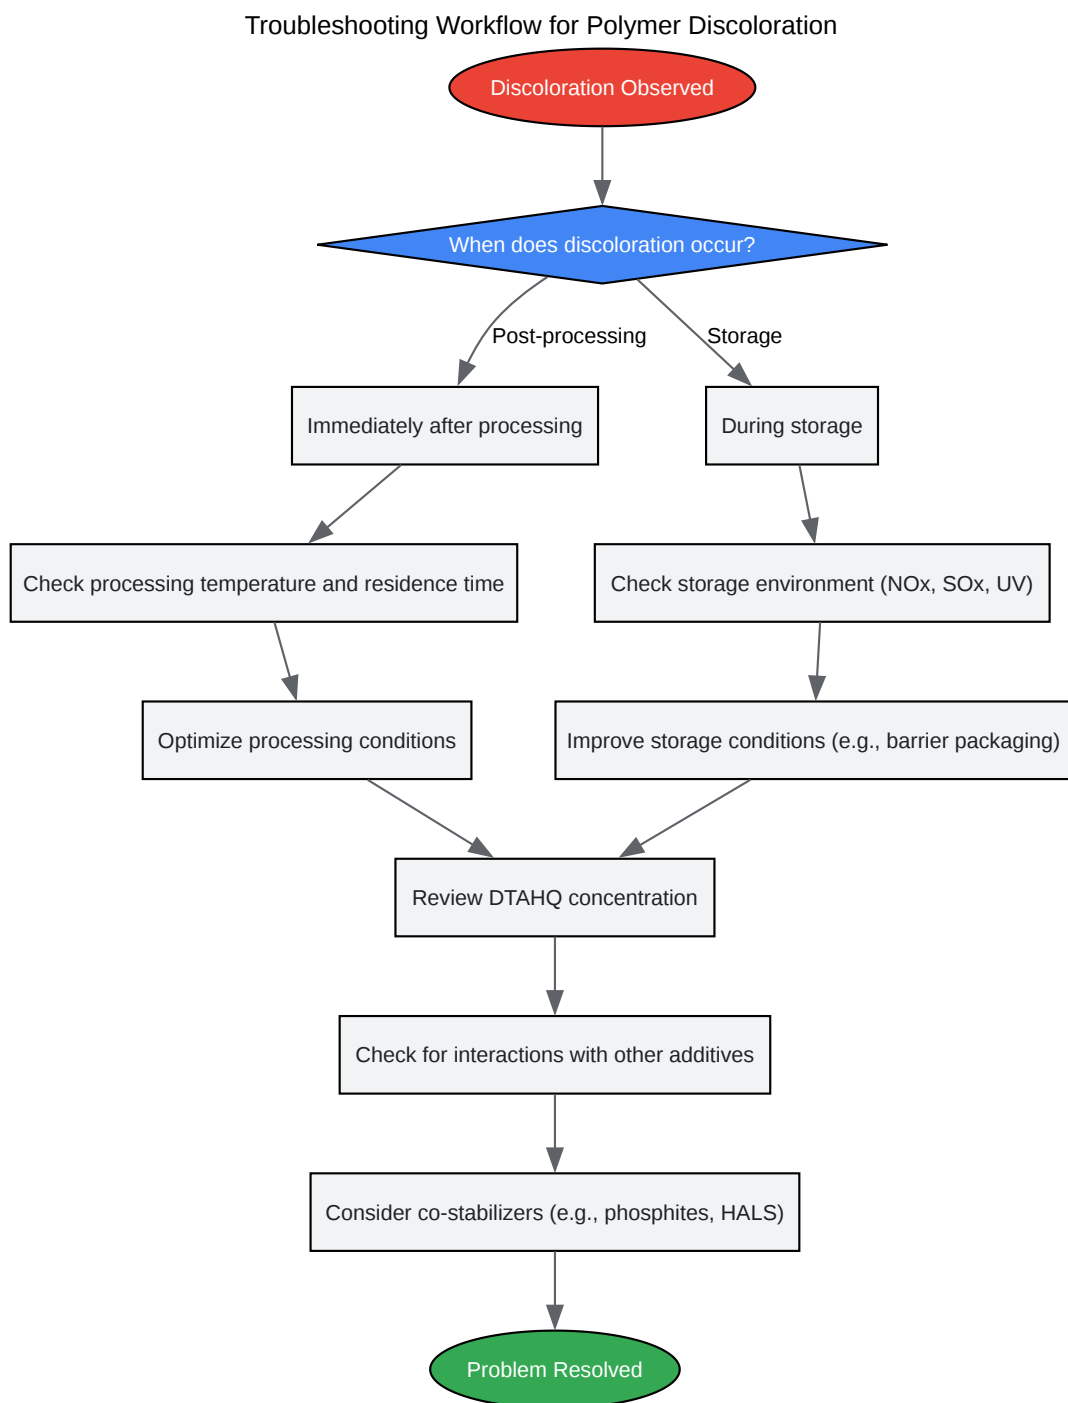 Troubleshooting Workflow for Polymer Discoloration
Discoloration Observed
When does discoloration occur?
Post-processing
Storage
Immediately after processing
During storage
Check processing temperature and residence time
Check storage environment (NOx, SOx, UV)
Optimize processing conditions
Improve storage conditions (e.g., barrier packaging)
Review DTAHQ concentration
Check for interactions with other additives
Consider co-stabilizers (e.g., phosphites, HALS)
Problem Resolved